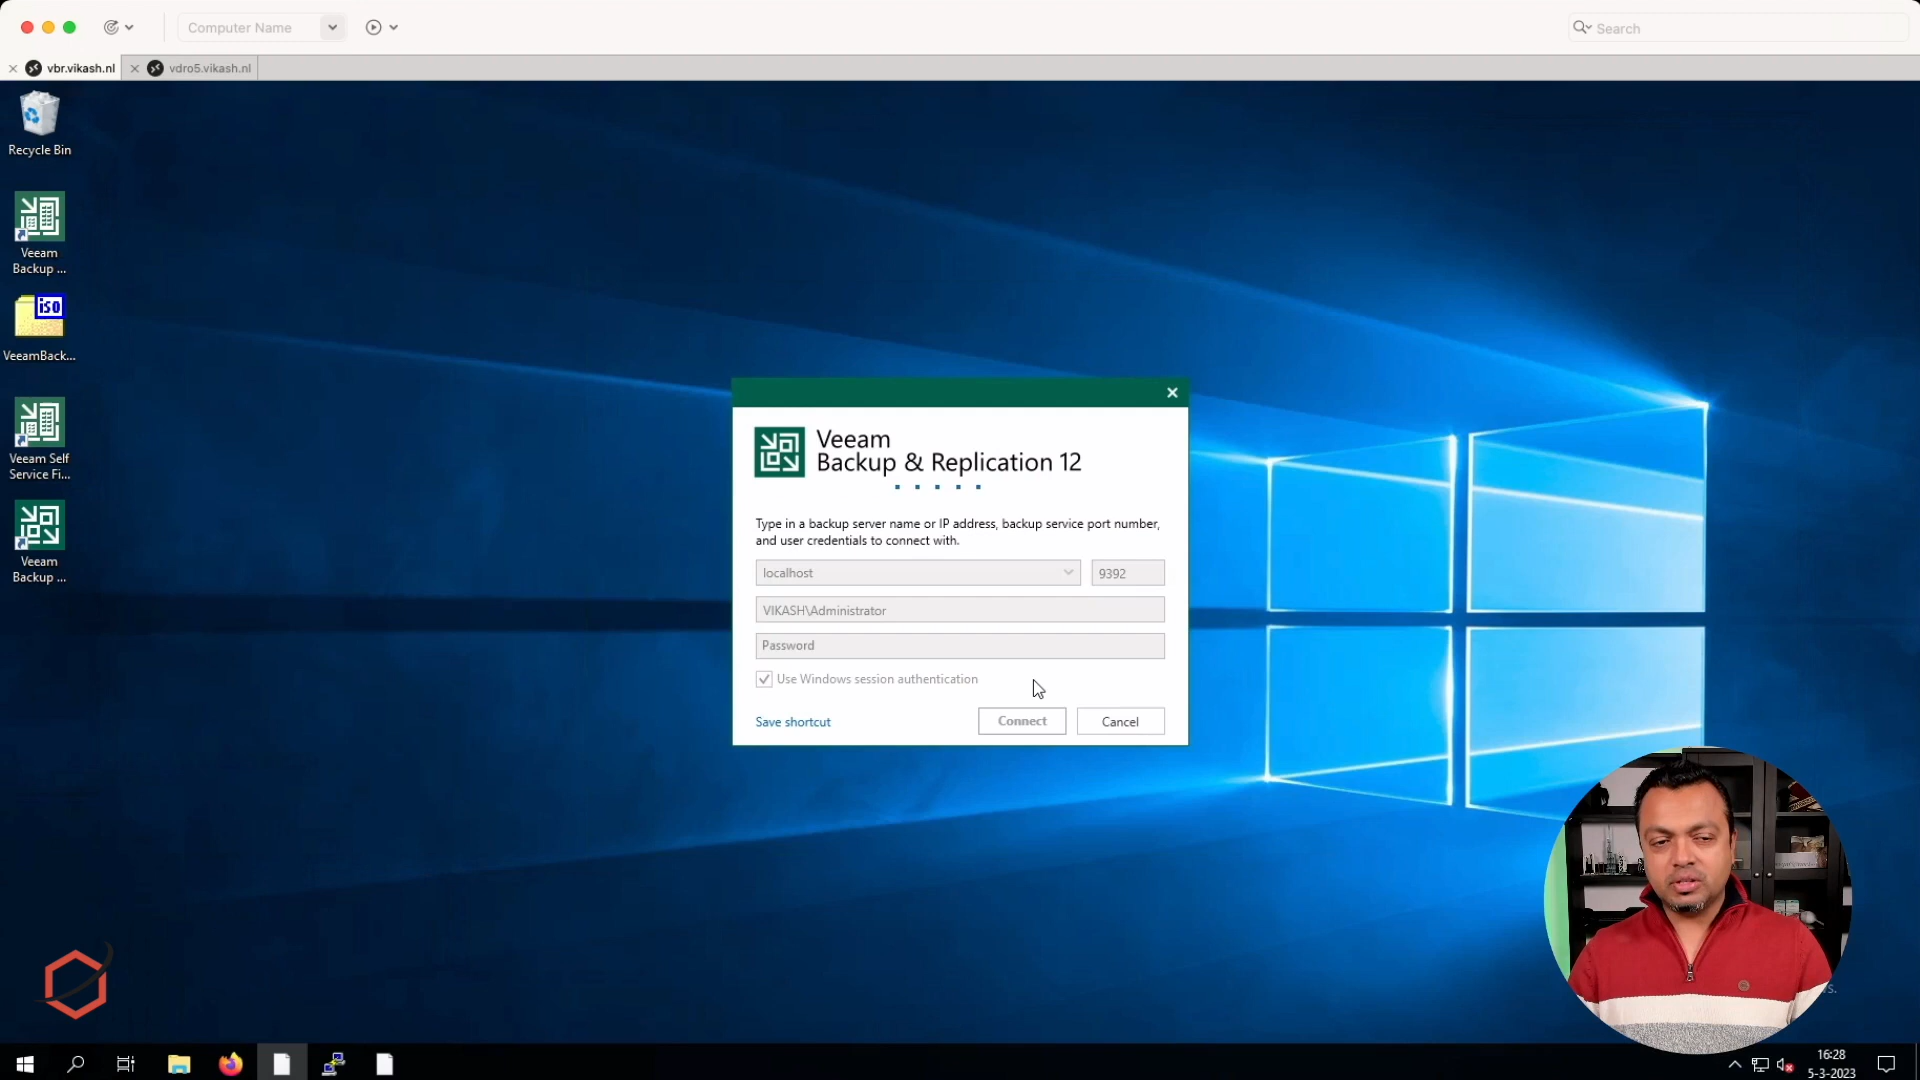 Computer Name
Search
vbr.vikash.nl
vdro5.vikash.nl
Recycle Bin
Veeam
Backup ...
iSO
VeeamBack...
Veeam Self
Service Fi...
Veeam
Backup ...
Veeam
Backup & Replication 12
Type in a backup server name or IP address, backup service port number,
and user credentials to connect with.
localhost
9392
VIKASH\Administrator
Password
Use Windows session authentication
Save shortcut
Connect
Cancel
16:28
5-3-2023